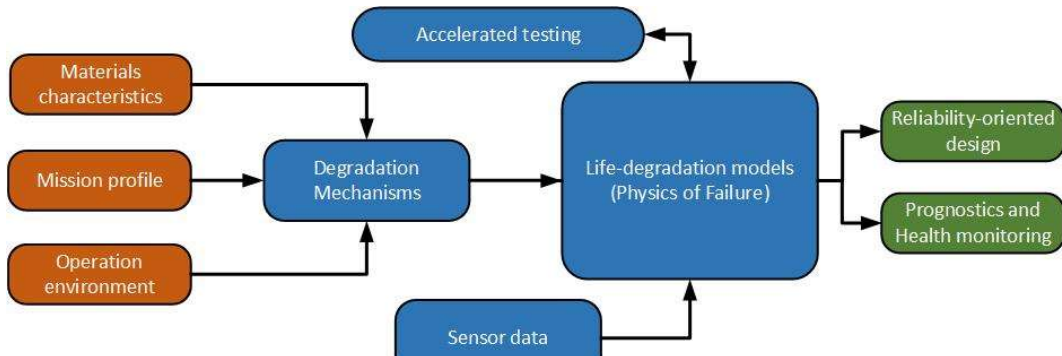 Accelerated testing
Materials
characteristics
Mission profile
Operation
environment
Degradation
Mechanisms
Life-degradation models
(Physics of Failure)
Sensor data
Reliability-oriented
design
Prognostics and
Health monitoring